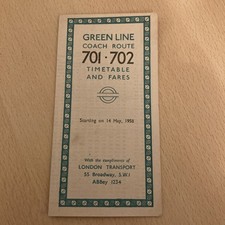 GREEN LINE
COACH ROUTE
701·702
TIMETABLE
AND FARES
Starting on 14 May,
With the compliments of
LONDON TRANSPORT
55 Broadway, S.W.1
ABBey 1234